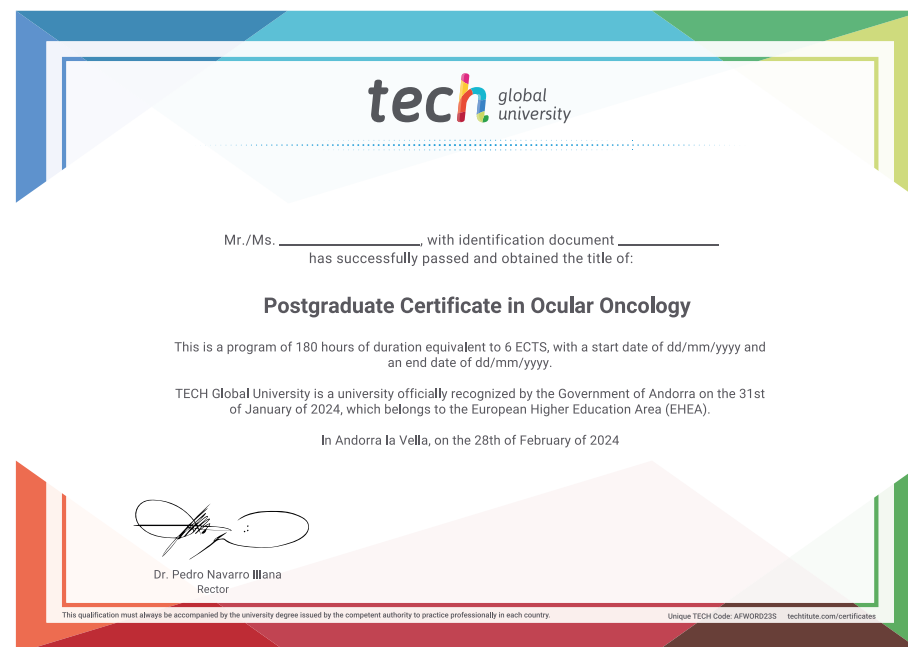 tech global university
Mr./Ms. ____________________, with identification document ______________
has successfully passed and obtained the title of:
Postgraduate Certificate in Ocular Oncology
This is a program of 180 hours of duration equivalent to 6 ECTS, with a start date of dd/mm/yyyy and
an end date of dd/mm/yyyy.
TECH Global University is a university officially recognized by the Government of Andorra on the 31st
of January of 2024, which belongs to the European Higher Education Area (EHEA).
In Andorra la Vella, on the 28th of February of 2024
Dr. Pedro Navarro Illana
Rector
This qualification must always be accompanied by the university degree issued by the competent authority to practice professionally in each country.
Unique TECH Code: AFWORD23S techtitute.com/certificates